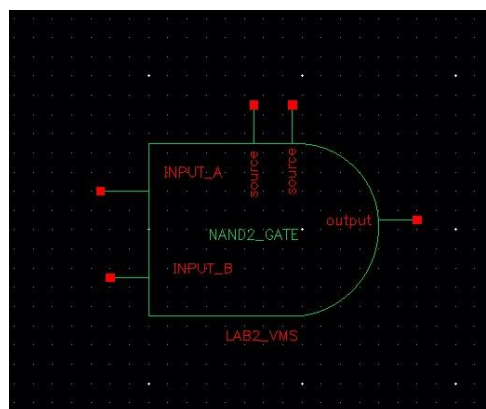 INPUT_A
source
source
output
NAND2_GATE
INPUT_B
LAB2_VMS